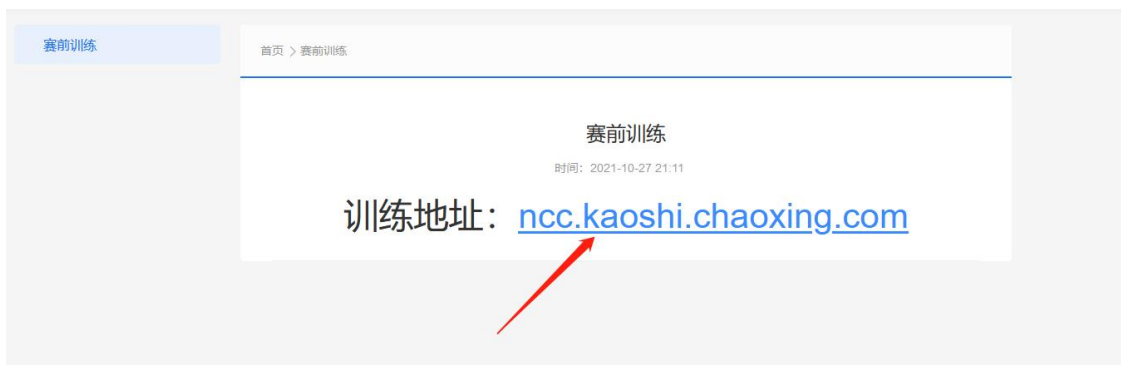 赛前训练
首页 > 赛前训练
赛前训练
时间：2021-10-27 21:11
训练地址：ncc.kaoshi.chaoxing.com